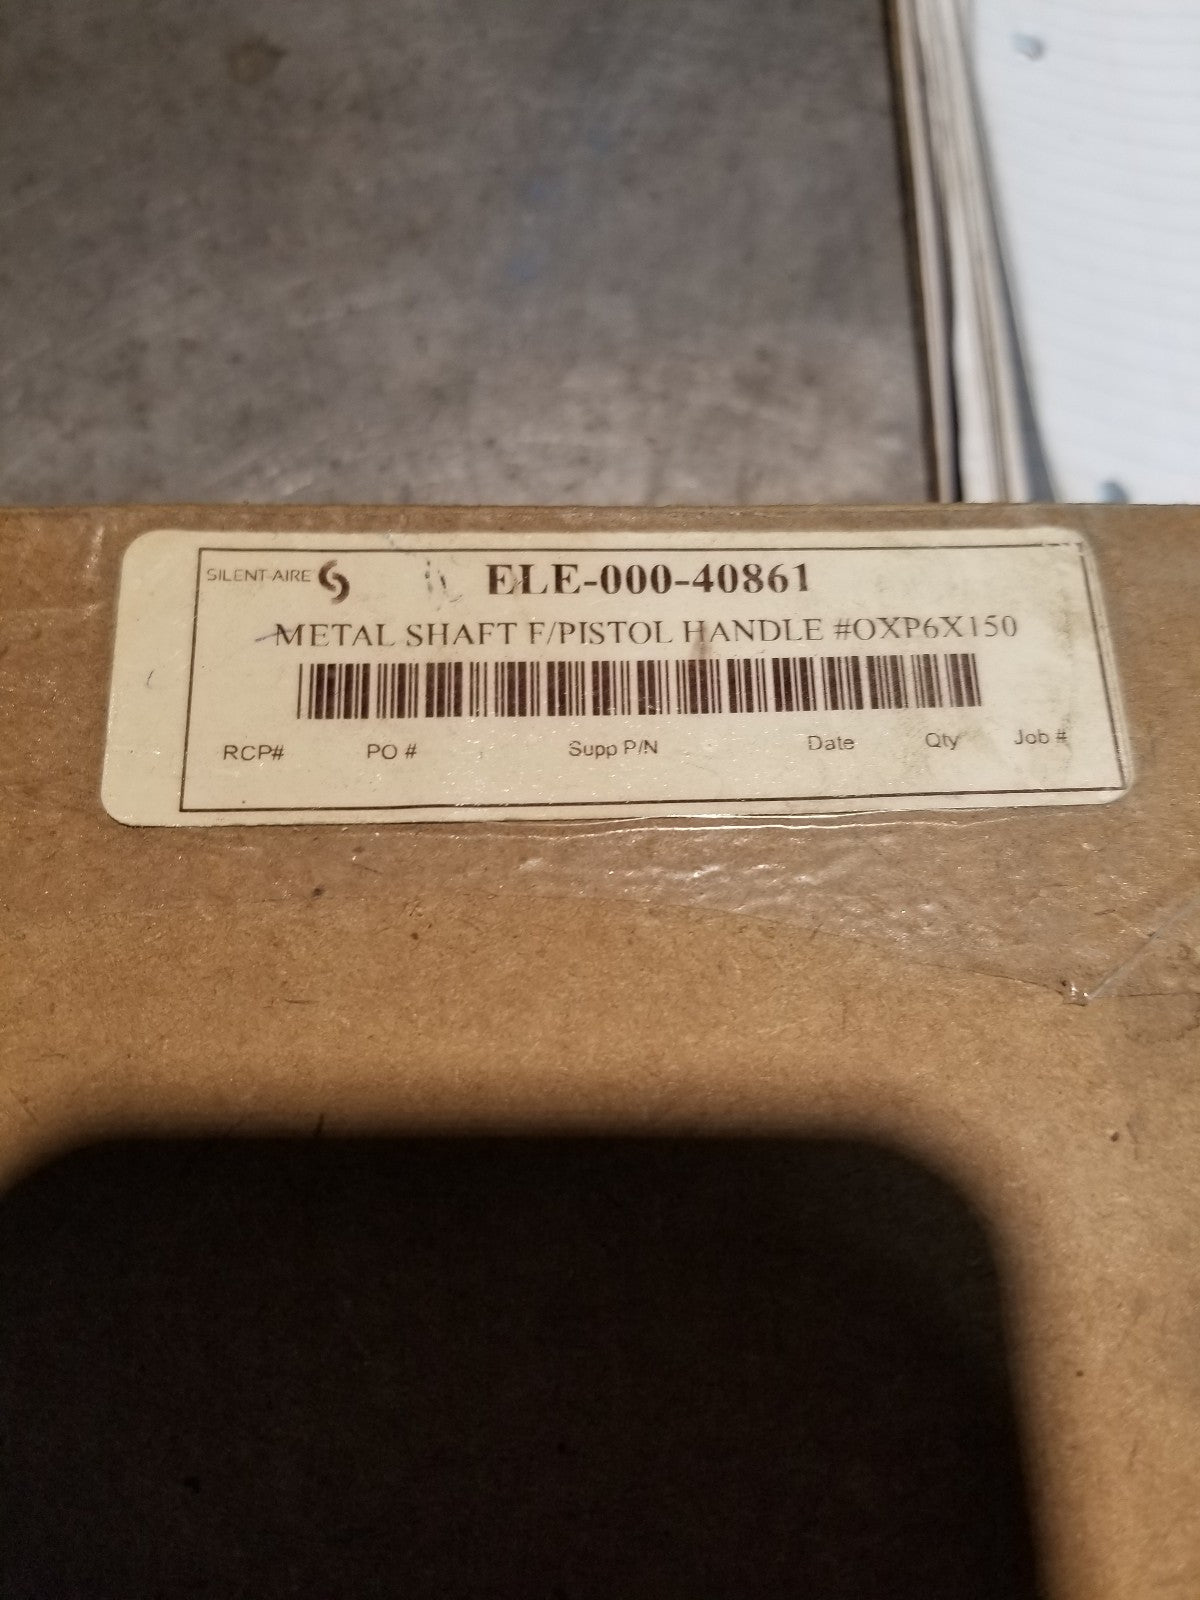 SILENT-AIRE
ELE-000-40861
METAL SHAFT F/PISTOL HANDLE #OXP6X150
RCP# PO # Supp P/N Date Qty Job #